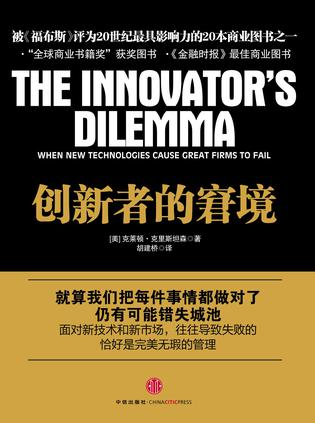 被《福布斯》评为20世纪最具影响力的20本商业图书之一
·“全球商业书籍奖”获奖图书·《金融时报》最佳商业图书
THE INNOVATOR'S
DILEMMA
WHEN NEW TECHNOLOGIES CAUSE GREAT FIRMS TO FAIL
创新者的窘境
[美]克莱顿·克里斯坦森◎著
胡建桥◎译
就算我们把每件事情都做对了
仍有可能错失城池
面对新技术和新市场，往往导致失败的
恰好是完美无瑕的管理
中信出版社·CHINACITICPRESS